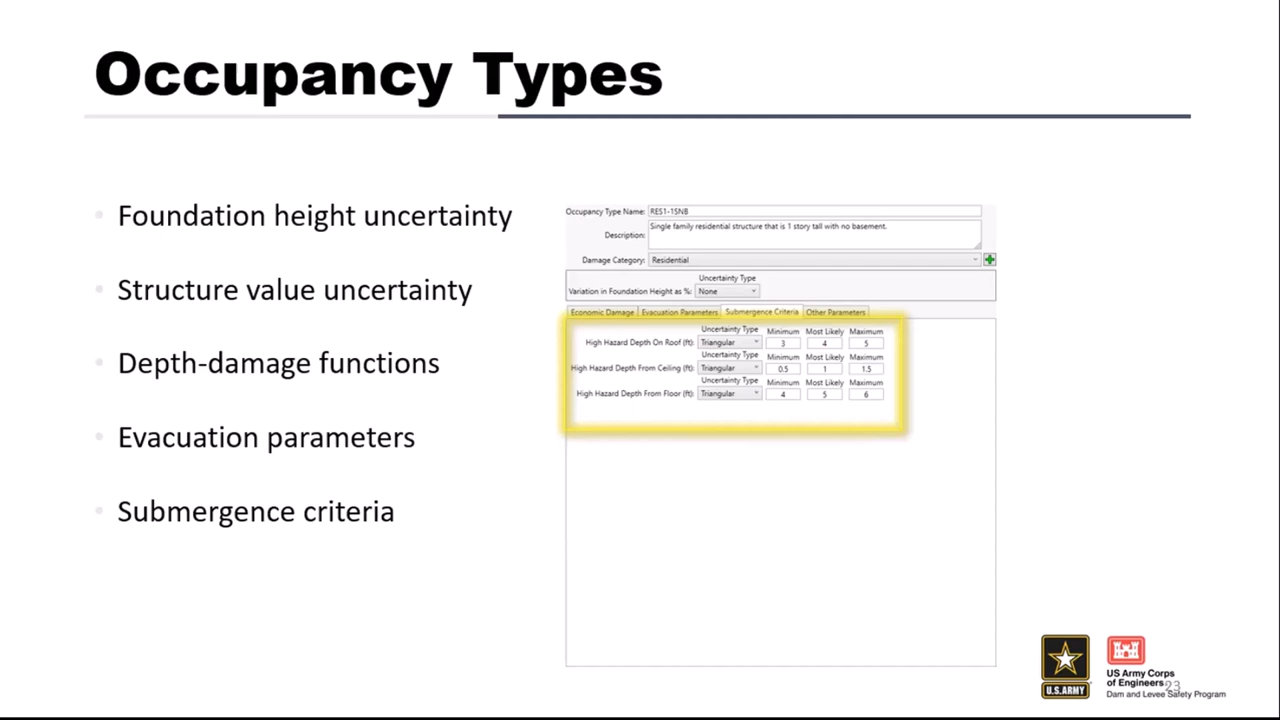 Occupancy Types
Foundation height uncertainty
Structure value uncertainty
Depth-damage functions
Evacuation parameters
Submergence criteria
Occupancy Type Name: RES1-1SNB
Description: Single family residential structure that is 1 story tall with no basement.
Damage Category: Residential
Uncertainty Type
Variation in Foundation Height as %: None
Economic Damage Evacuation Parameters Submergence Criteria Other Parameters
Uncertainty Type Minimum Most Likely Maximum
High Hazard Depth On Roof (ft): Triangular 3 4 5
Uncertainty Type Minimum Most Likely Maximum
High Hazard Depth From Ceiling (ft): Triangular 0.5 1 1.5
Uncertainty Type Minimum Most Likely Maximum
High Hazard Depth From Floor (ft): Triangular 4 5 6
U.S.ARMY
US Army Corps
of Engineers
23
Dam and Levee Safety Program